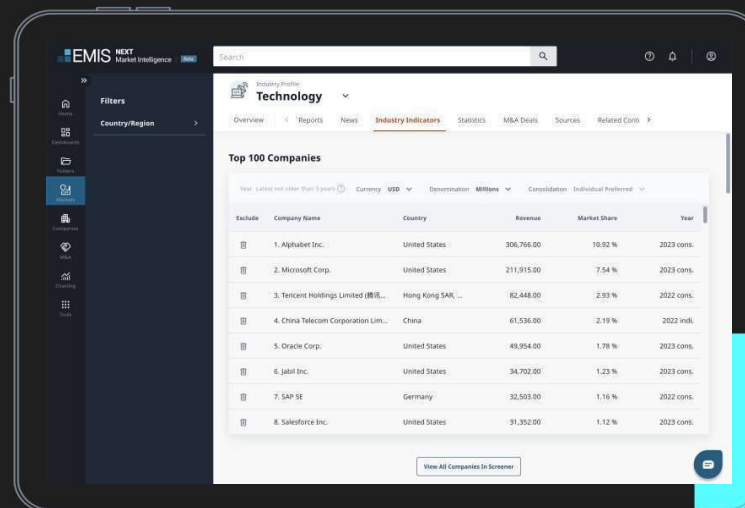 EMIS NEXT Market Intelligence Beta
Search
Home
Dashboards
Folders
Markets
Companies
M&A
Charting
Tools
Filters
Country/Region
Industry Profile
Technology
Overview Reports News Industry Indicators Statistics M&A Deals Sources Related Cont
Top 100 Companies
Year Latest not older than 3 years Currency USD Denomination Millions Consolidation Individual Preferred
Exclude Company Name Country Revenue Market Share Year
1. Alphabet Inc. United States 306,766.00 10.92 % 2023 cons.
2. Microsoft Corp. United States 211,915.00 7.54 % 2023 cons.
3. Tencent Holdings Limited (腾讯... Hong Kong SAR, ... 82,448.00 2.93 % 2022 cons.
4. China Telecom Corporation Lim... China 61,536.00 2.19 % 2022 indi.
5. Oracle Corp. United States 49,954.00 1.78 % 2023 cons.
6. Jabil Inc. United States 34,702.00 1.23 % 2023 cons.
7. SAP SE Germany 32,503.00 1.16 % 2022 cons.
8. Salesforce Inc. United States 31,352.00 1.12 % 2023 cons.
View All Companies In Screener